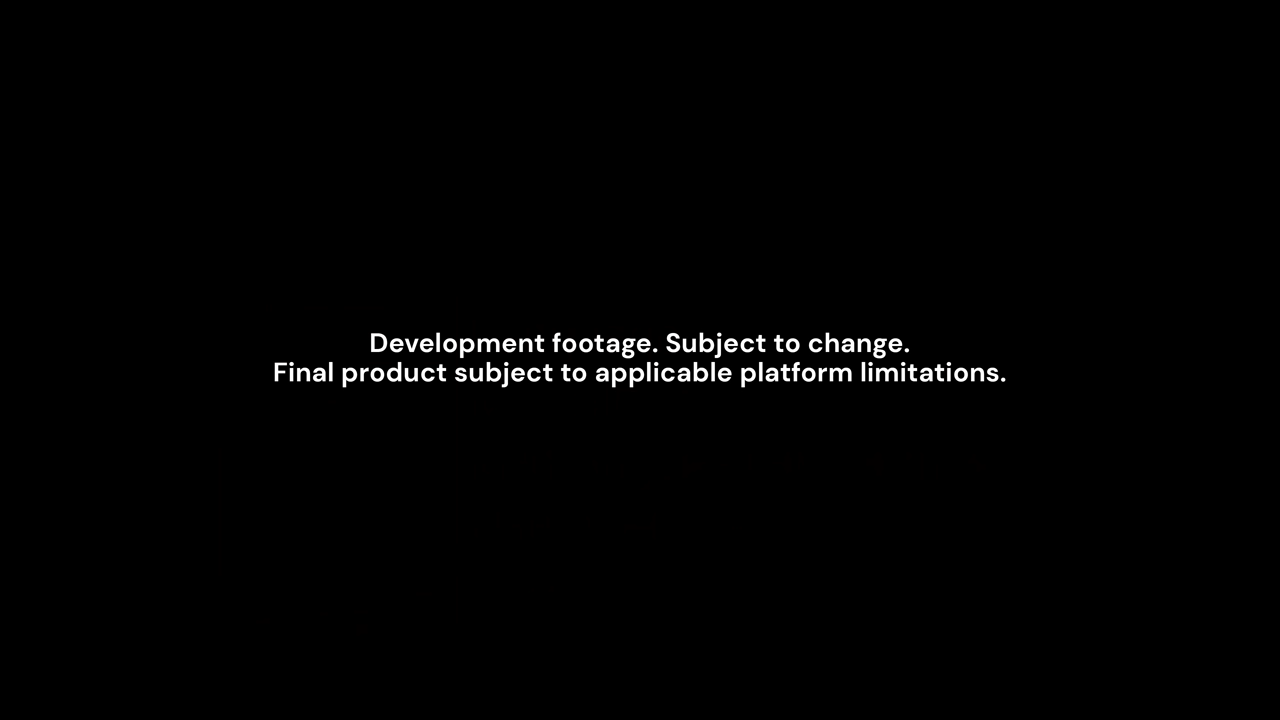 Development footage. Subject to change.
Final product subject to applicable platform limitations.